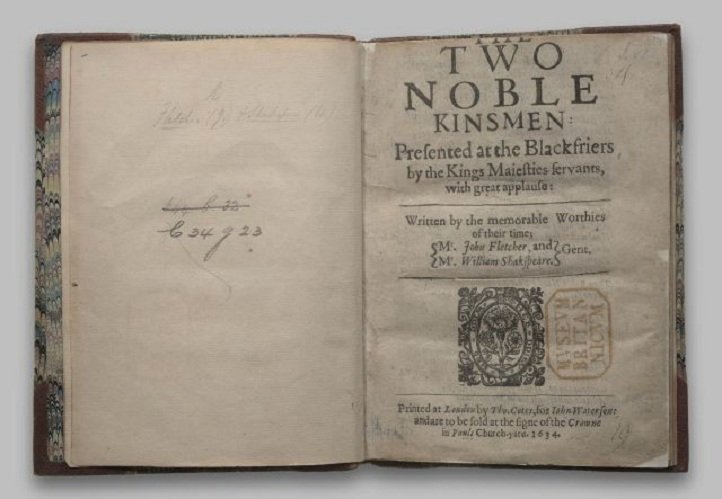 C 34 g 23
THE
TWO
NOBLE
KINSMEN:
Preſented at the Blackfriers
by the Kings Maieſties ſervants,
with great applauſe:
Written by the memorable Worthies
of their time;
Mr. John Fletcher, and
Mr. William Shakſpeare.
Gent.
MVSEVM
BRITAN
NICVM
Printed at London by Tho. Cotes, for Iohn Waterſon:
and are to be ſold at the ſigne of the Crowne
in Pauls Church-yard. 1634.